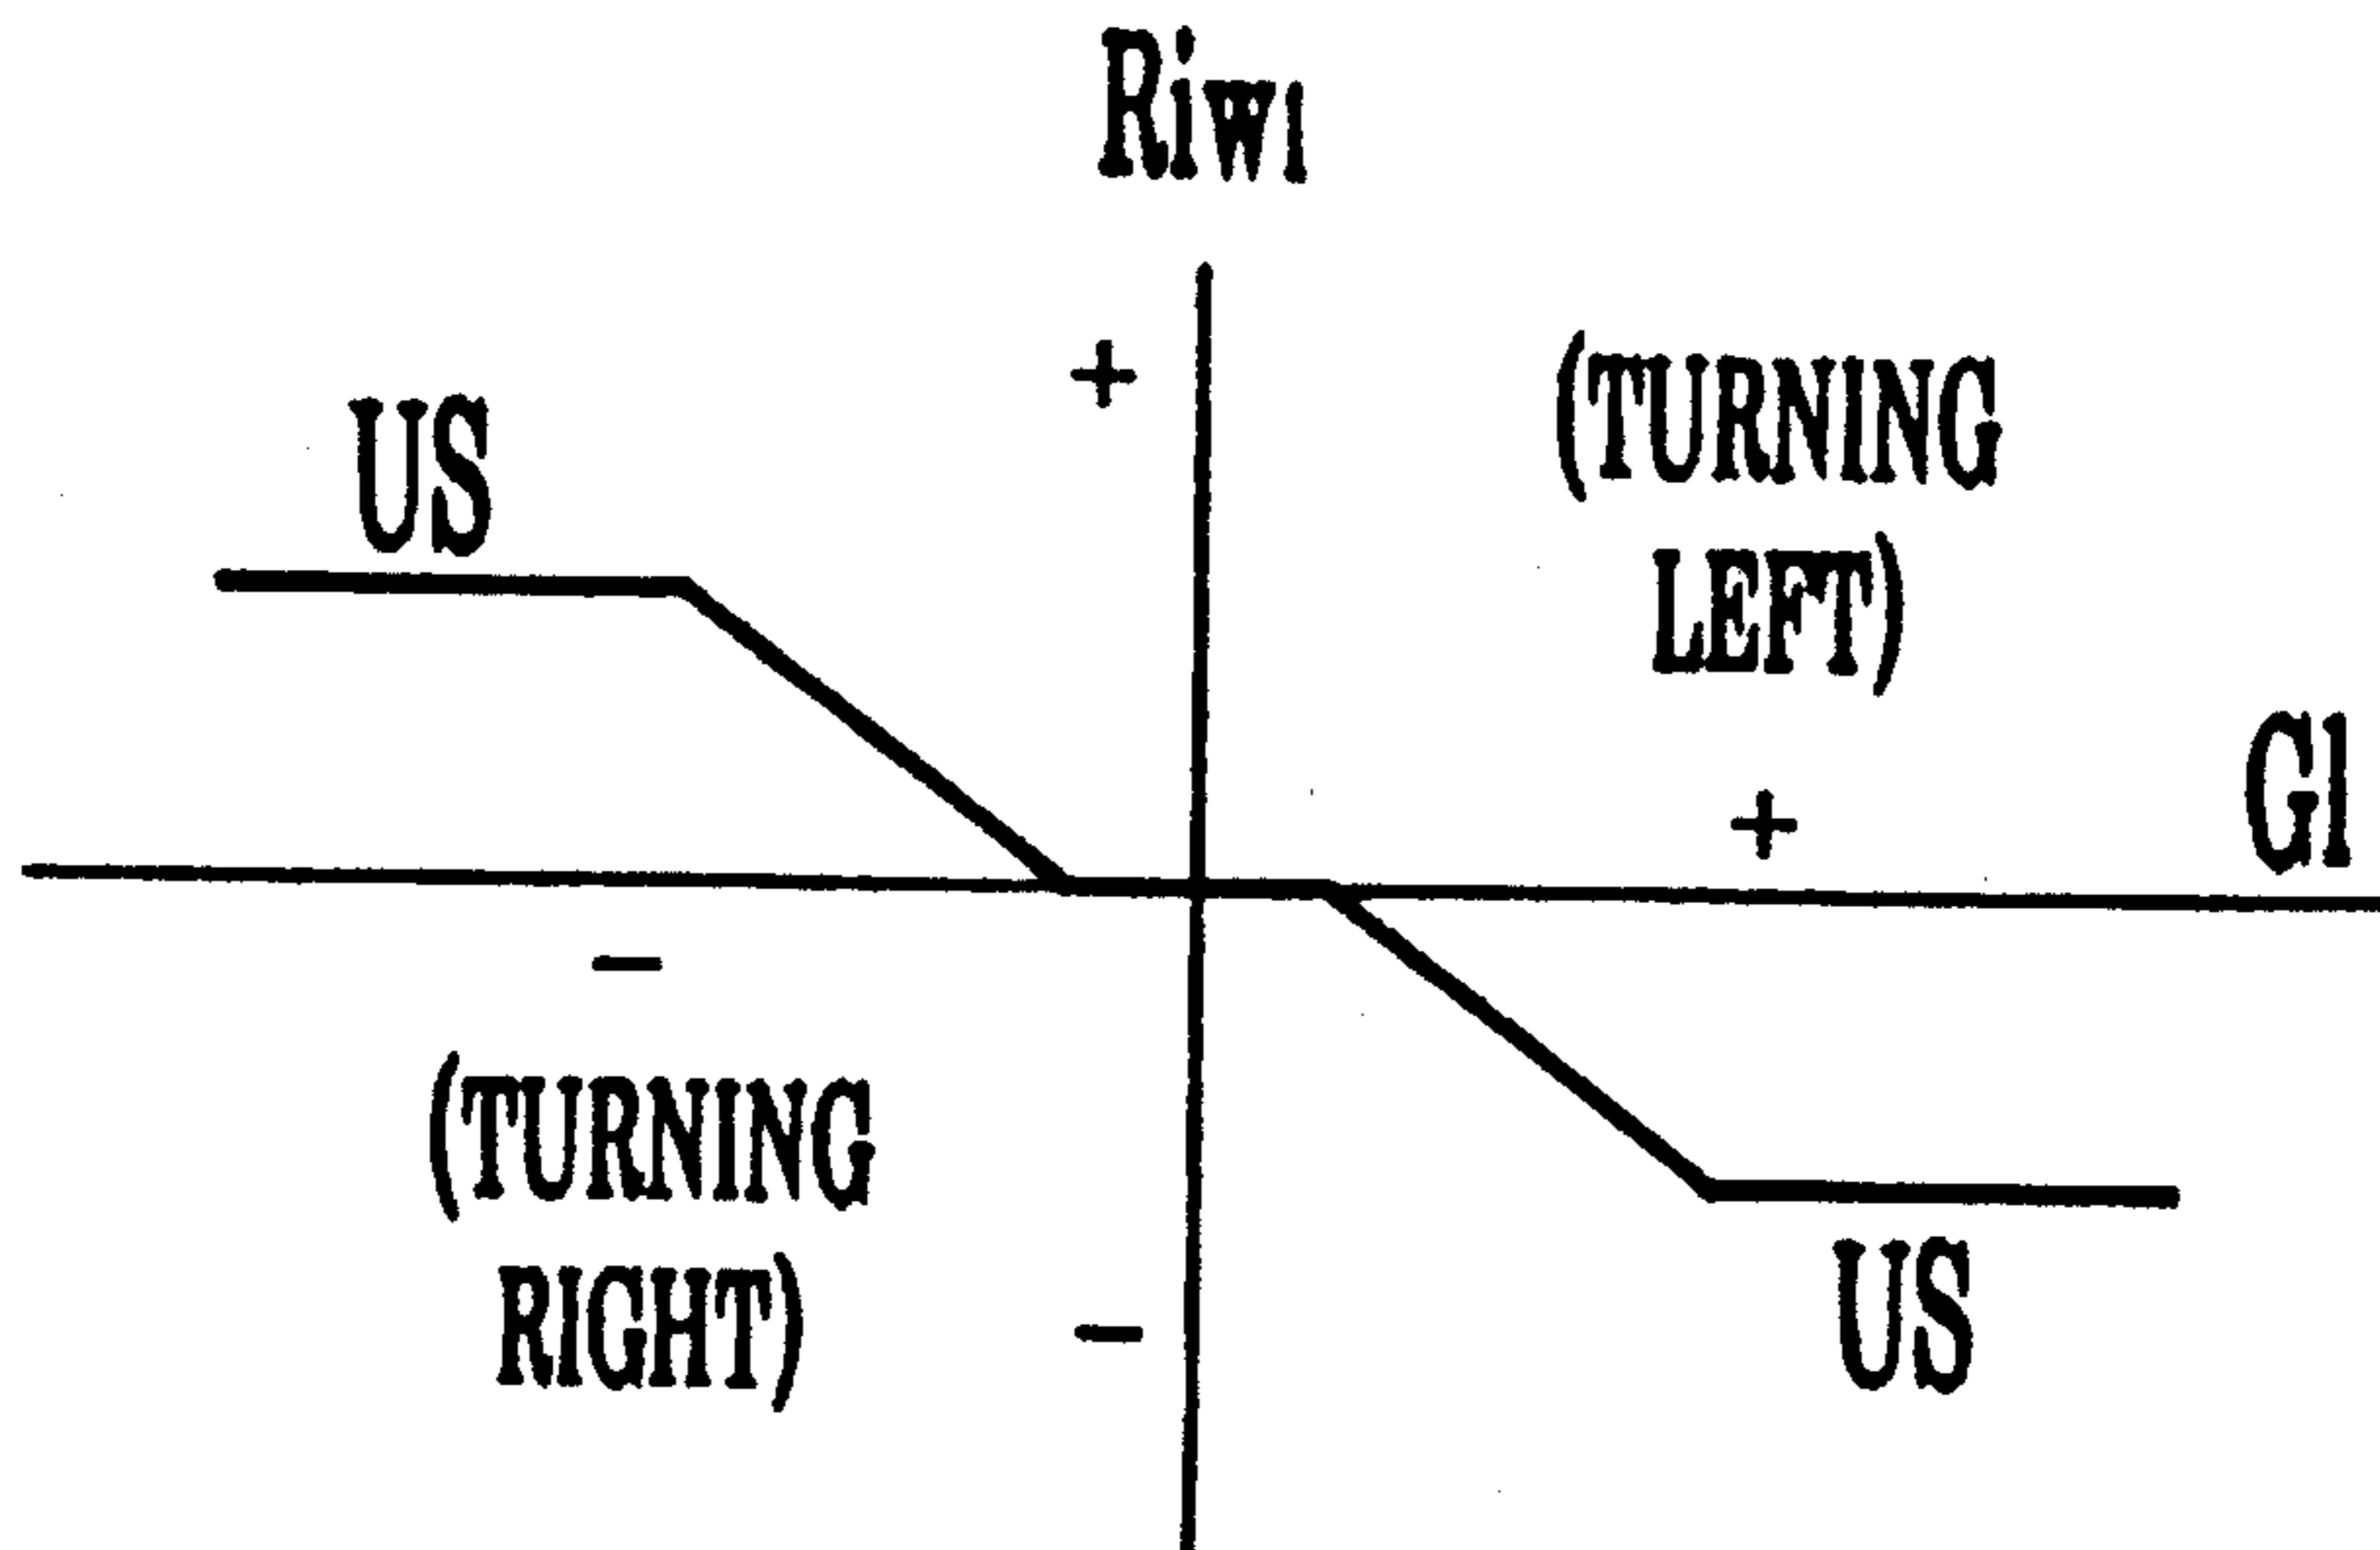 Riw1
+
US
(TURNING
LEFT)
+
Gl
−
(TURNING
RIGHT)
−
US